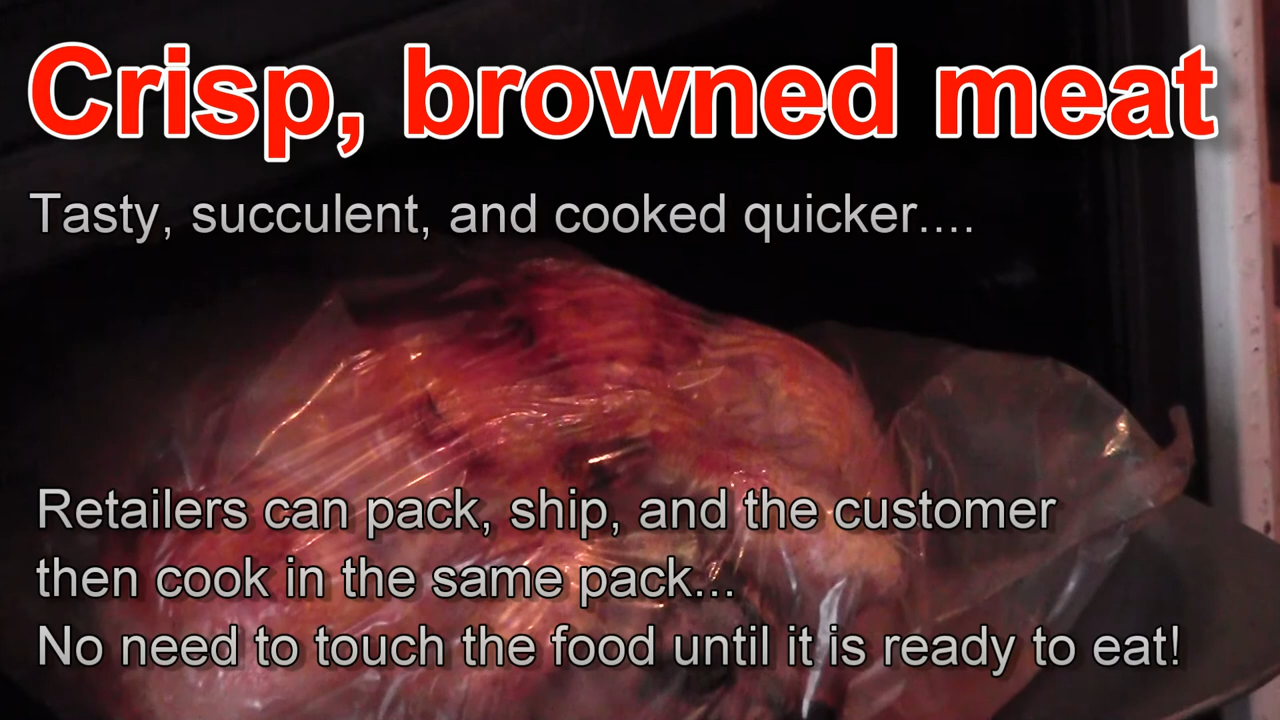 Crisp, browned meat
Tasty, succulent, and cooked quicker....
Retailers can pack, ship, and the customer
then cook in the same pack...
No need to touch the food until it is ready to eat!